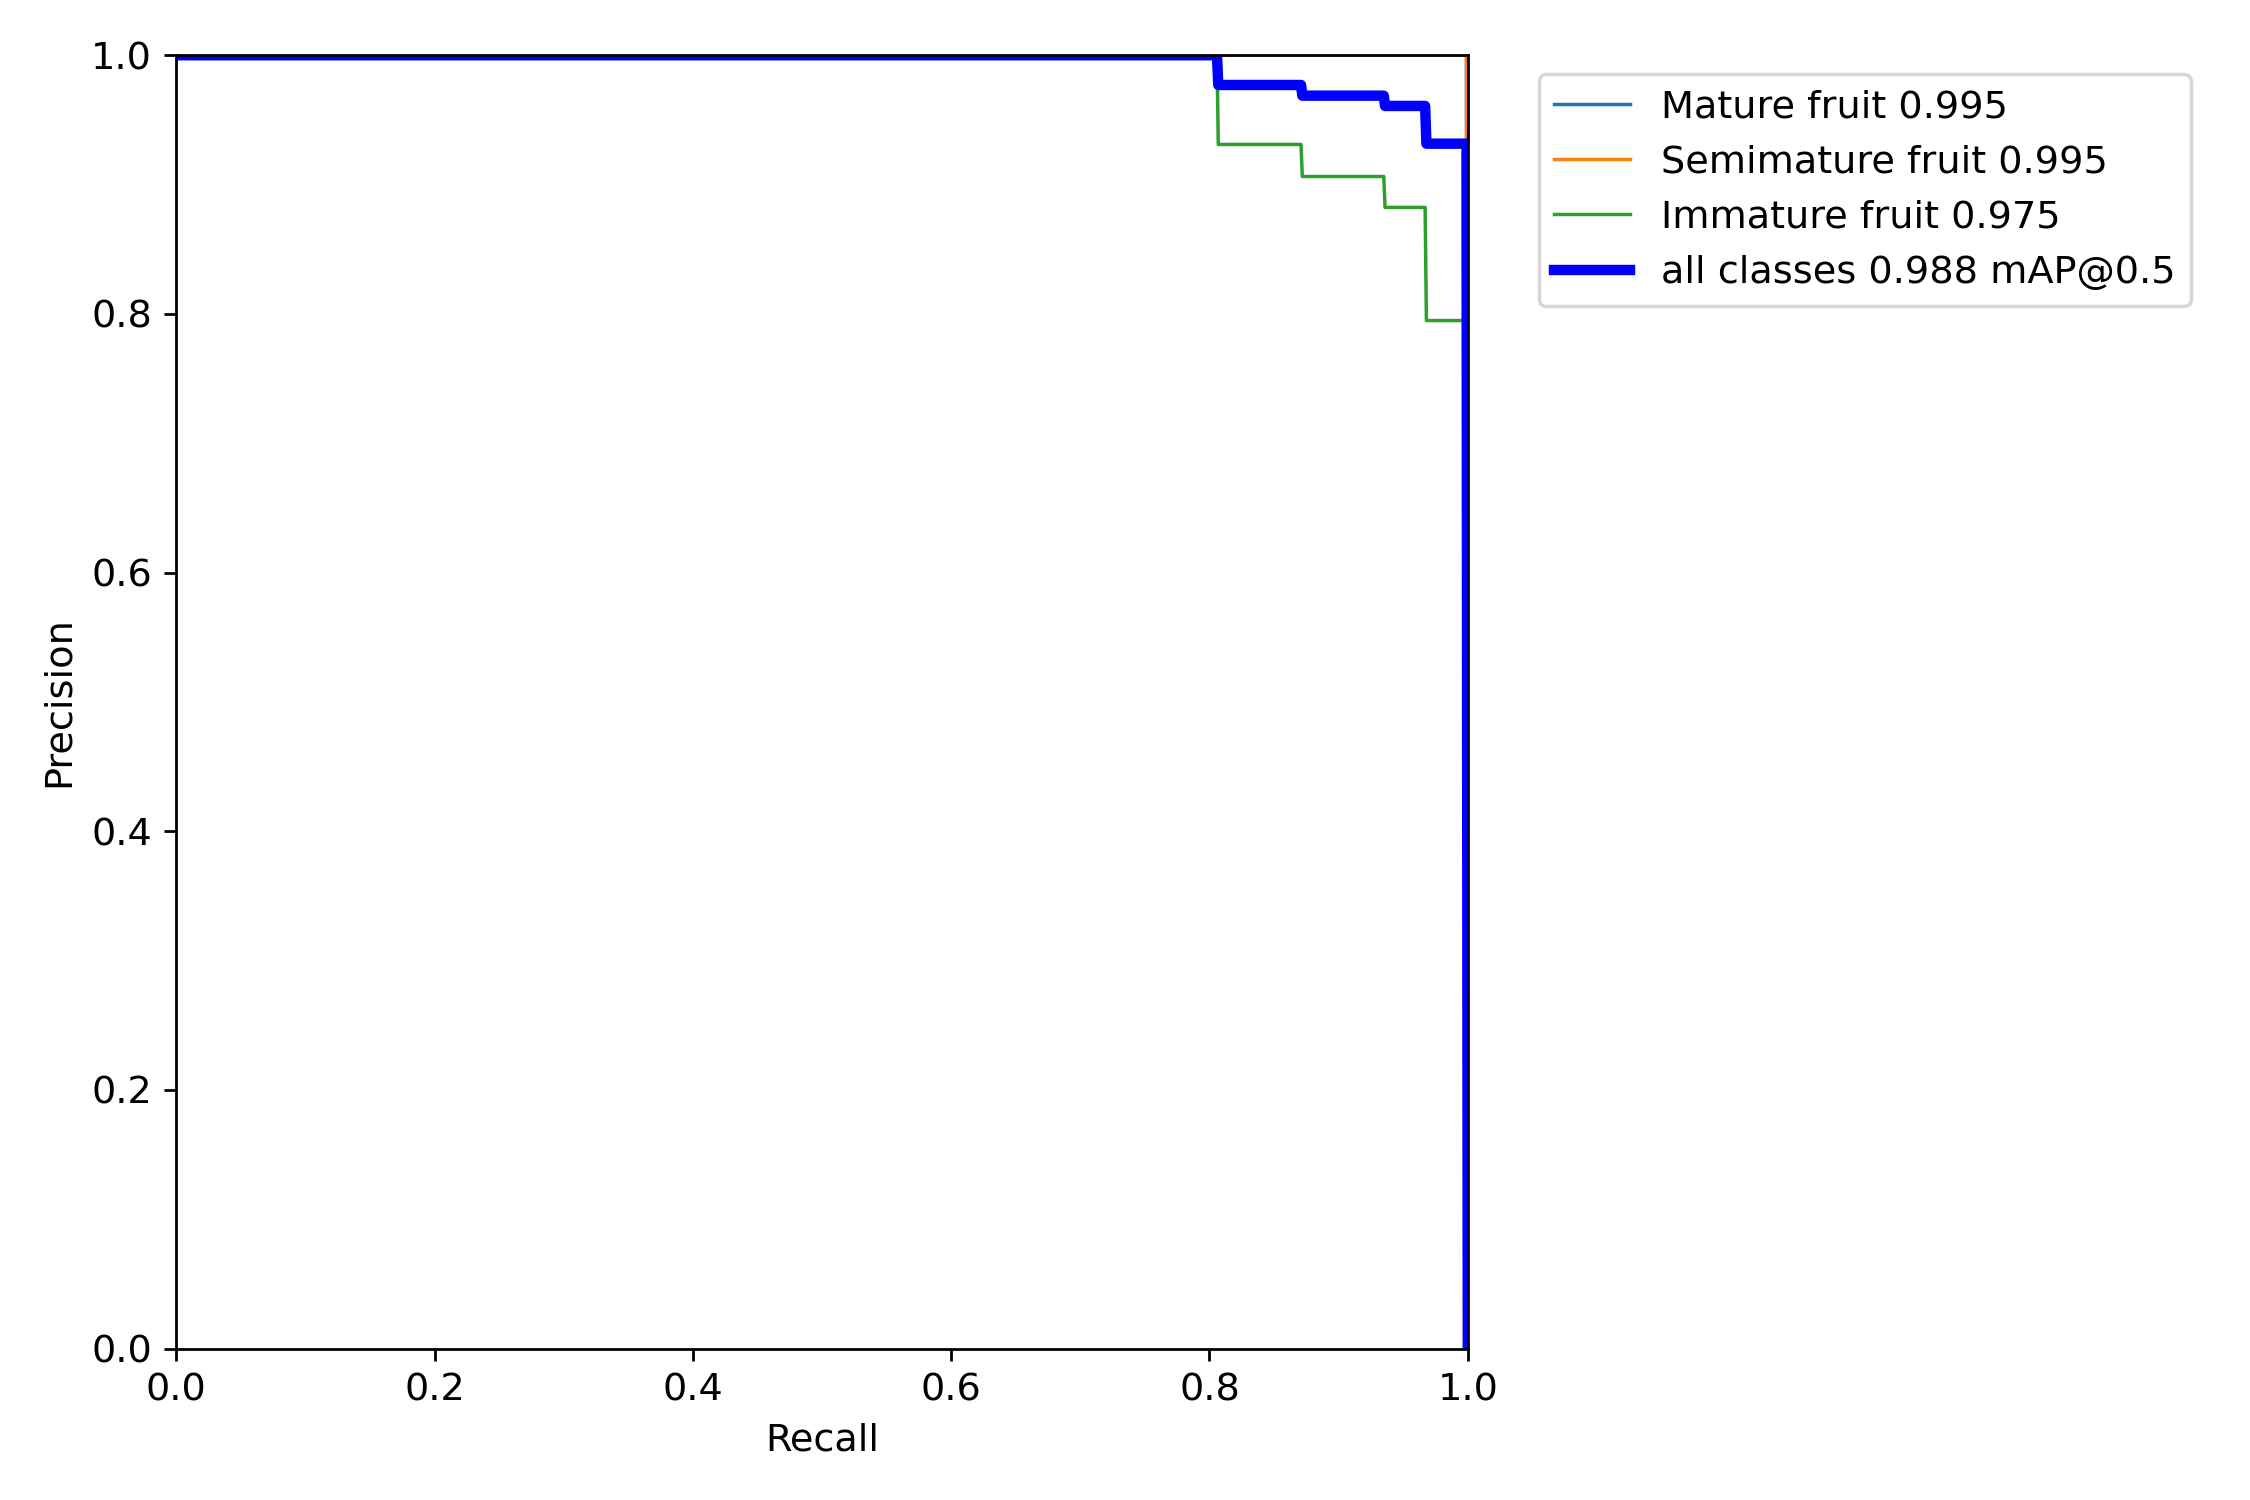 1.0
0.8
0.6
0.4
0.2
0.0
Precision
0.0 0.2 0.4 0.6 0.8 1.0
Recall
Mature fruit 0.995
Semimature fruit 0.995
Immature fruit 0.975
all classes 0.988 mAP@0.5